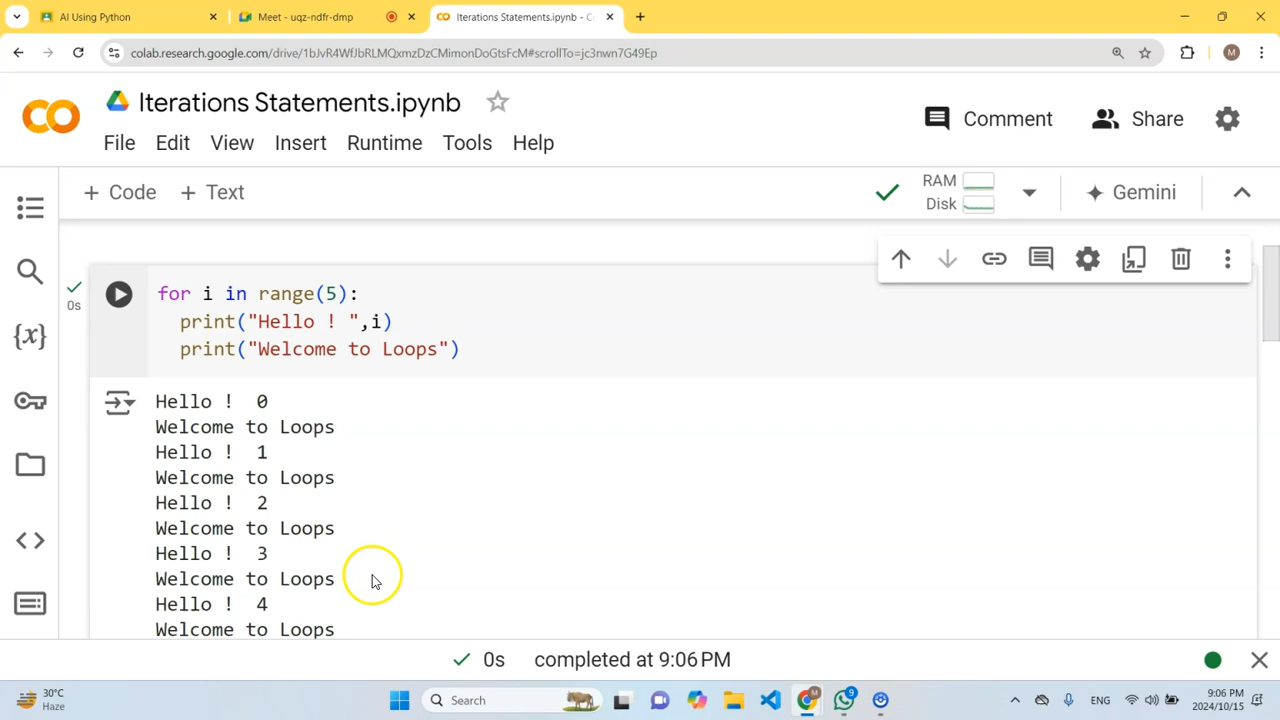 AI Using Python
Meet - uqz-ndfr-dmp
Iterations Statements.ipynb - C
colab.research.google.com/drive/1bJvR4WfJbRLMQxmzDzCMimonDoGtsFcM#scrollTo=jc3nwn7G49Ep
M
CO
Iterations Statements.ipynb
File Edit View Insert Runtime Tools Help
Comment
Share
+ Code + Text
RAM
Disk
Gemini
{x}
0s
for i in range(5):
print("Hello ! ",i)
print("Welcome to Loops")
Hello ! 0
Welcome to Loops
Hello ! 1
Welcome to Loops
Hello ! 2
Welcome to Loops
Hello ! 3
Welcome to Loops
Hello ! 4
Welcome to Loops
0s completed at 9:06 PM
30°C
Haze
Search
M
9
ENG
9:06 PM
2024/10/15